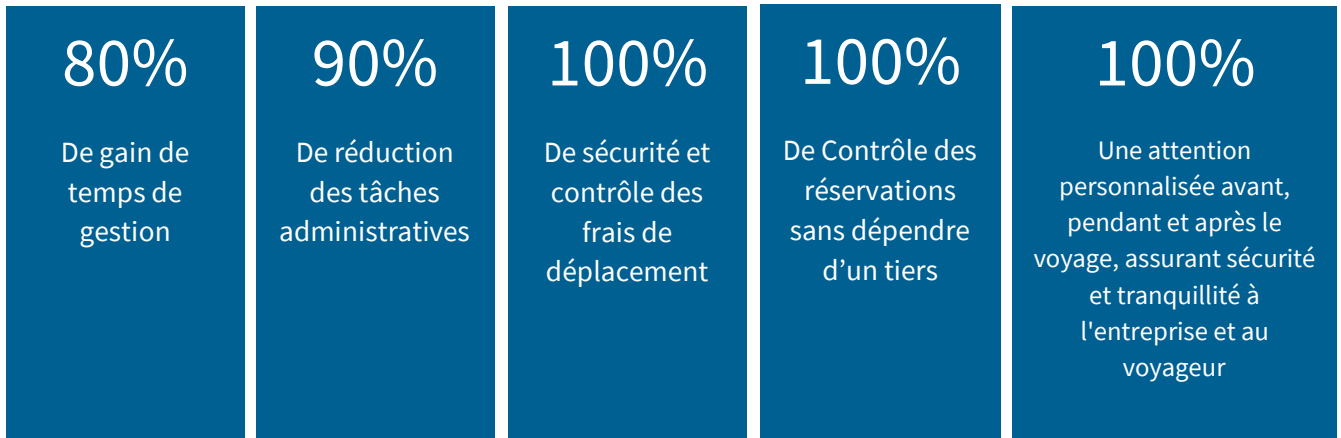 80%
De gain de
temps de
gestion
90%
De réduction
des tâches
administratives
100%
De sécurité et
contrôle des
frais de
déplacement
100%
De Contrôle des
réservations
sans dépendre
d’un tiers
100%
Une attention
personnalisée avant,
pendant et après le
voyage, assurant sécurité
et tranquillité à
l'entreprise et au
voyageur